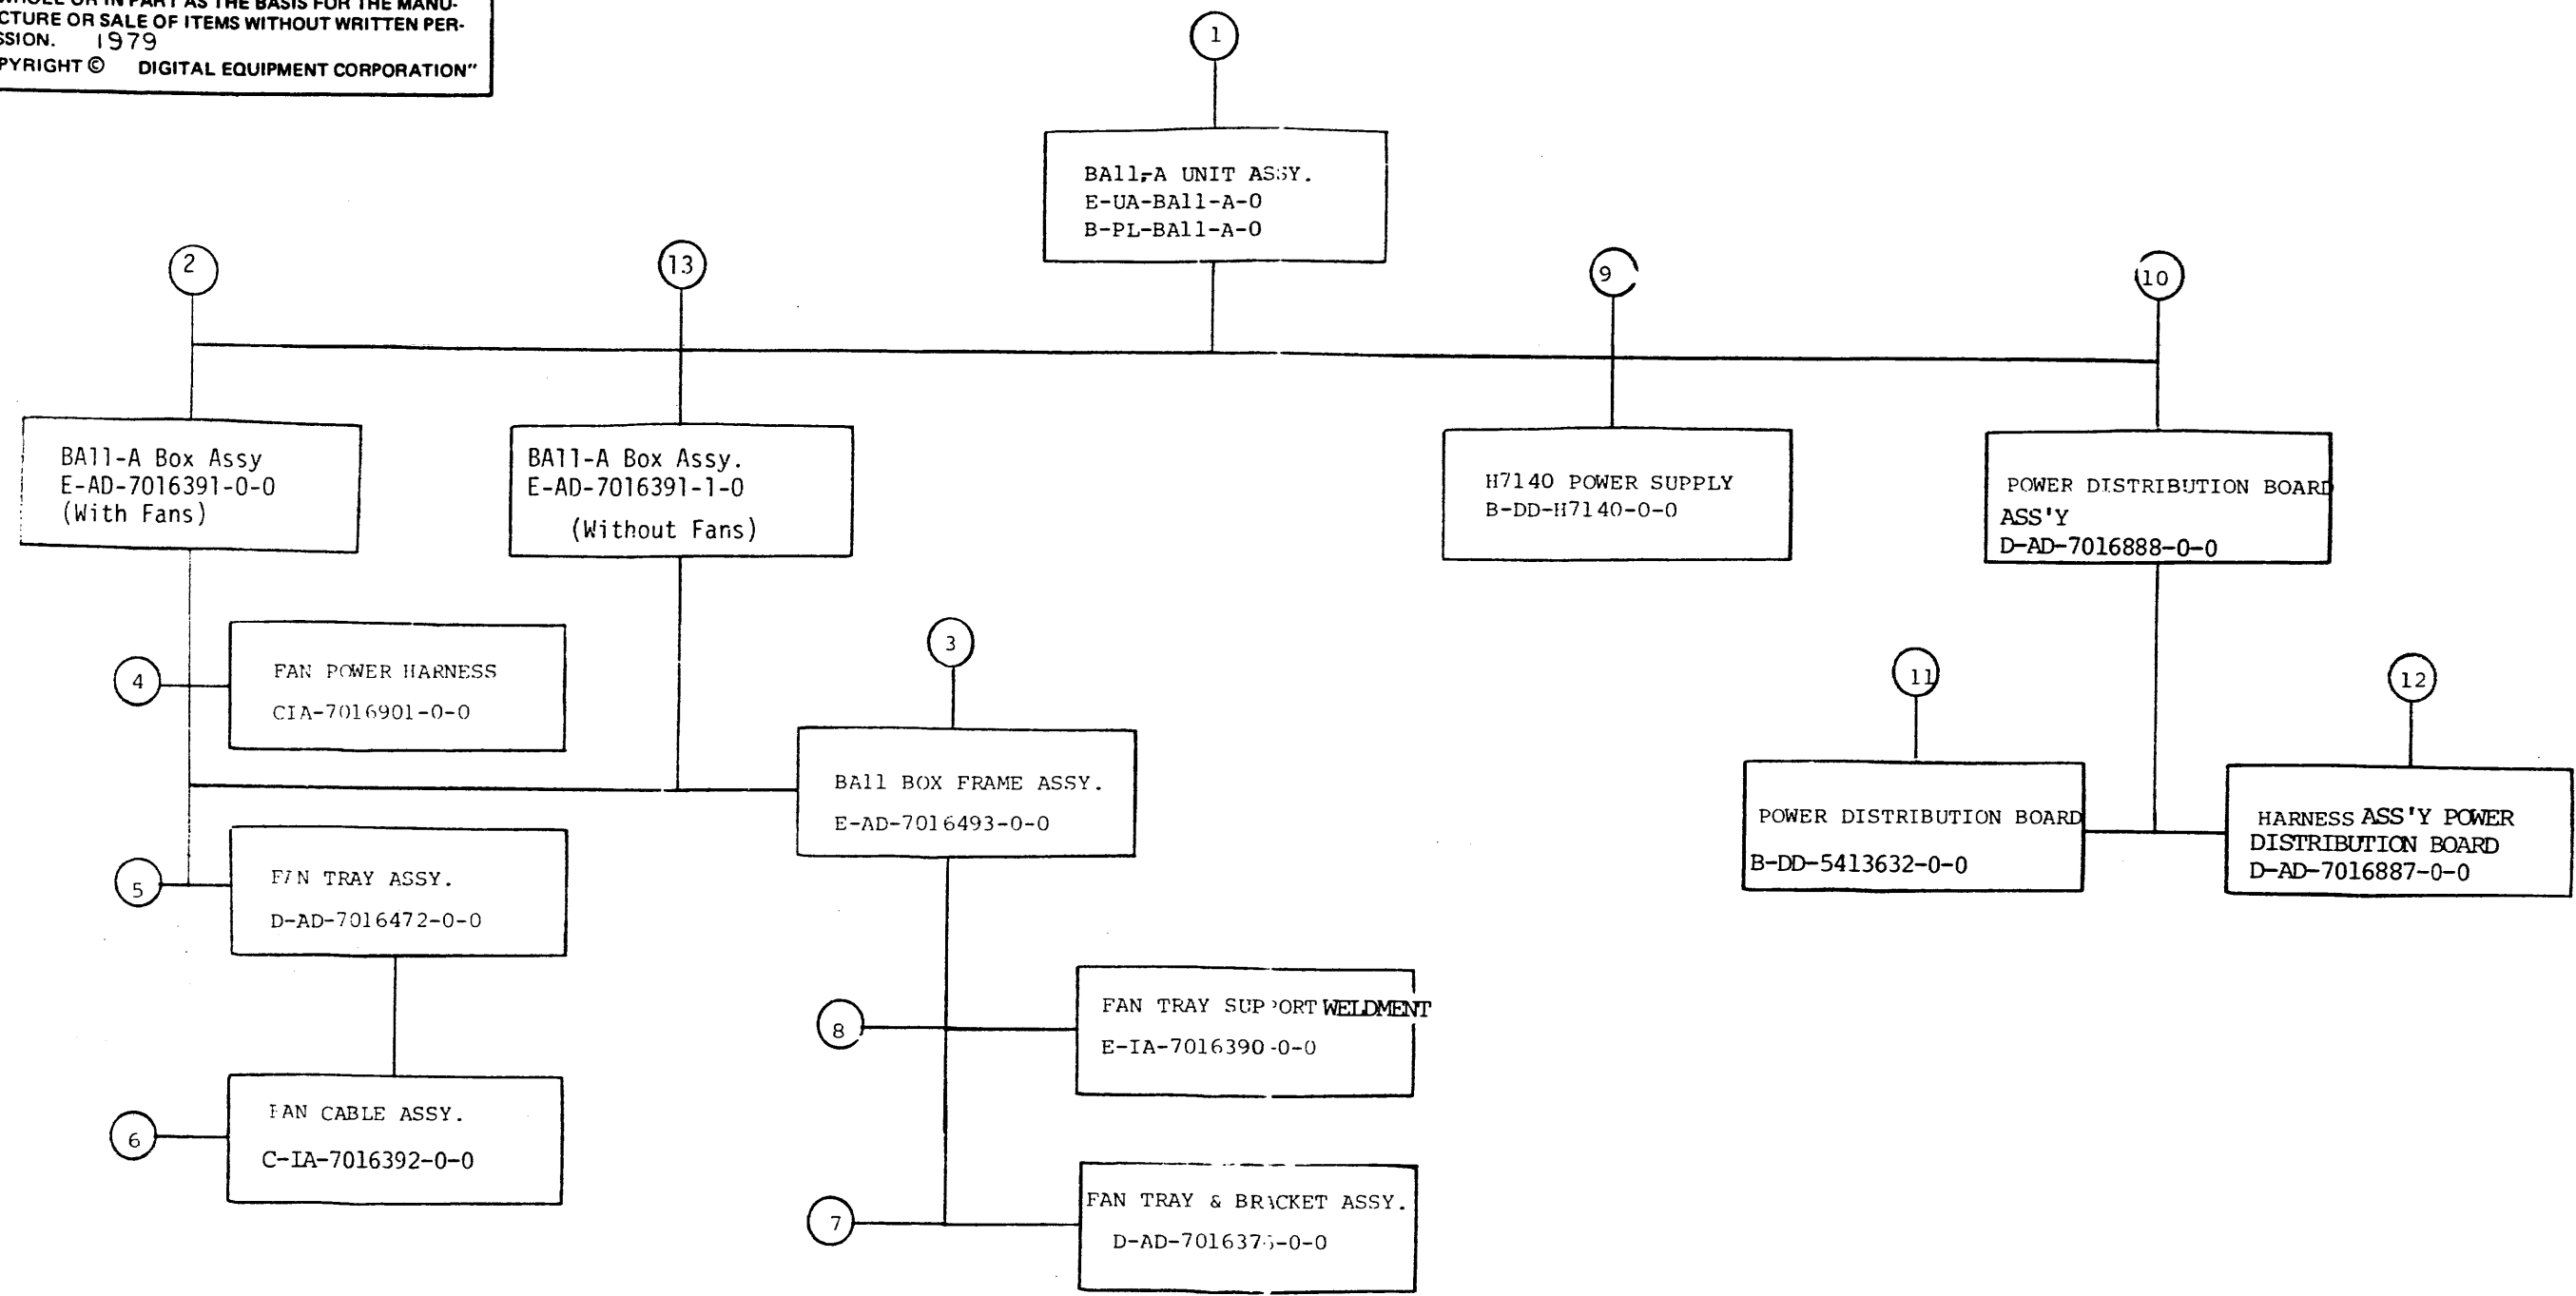 WHOLE OR IN PART AS THE BASIS FOR THE MANU-
CTURE OR SALE OF ITEMS WITHOUT WRITTEN PER-
SSION. 1979
PYRIGHT © DIGITAL EQUIPMENT CORPORATION"
1
BA11-A UNIT ASSY.
E-UA-BA11-A-0
B-PL-BA11-A-0
2
13
9
10
BA11-A Box Assy
E-AD-7016391-0-0
(With Fans)
BA11-A Box Assy.
E-AD-7016391-1-0
(Without Fans)
H7140 POWER SUPPLY
B-DD-H7140-0-0
POWER DISTRIBUTION BOARD
ASS'Y
D-AD-7016888-0-0
4
FAN POWER HARNESS
CIA-7016901-0-0
3
BA11 BOX FRAME ASSY.
E-AD-7016493-0-0
11
POWER DISTRIBUTION BOARD
B-DD-5413632-0-0
12
HARNESS ASS'Y POWER
DISTRIBUTION BOARD
D-AD-7016887-0-0
5
FAN TRAY ASSY.
D-AD-7016472-0-0
8
FAN TRAY SUPPORT WELDMENT
E-IA-7016390-0-0
6
FAN CABLE ASSY.
C-IA-7016392-0-0
7
FAN TRAY & BRACKET ASSY.